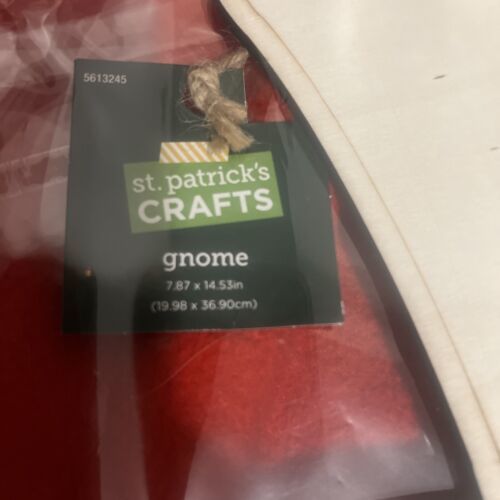 5613245
st. patrick's
CRAFTS
gnome
7.87 x 14.53in
(19.98 x 36.90cm)